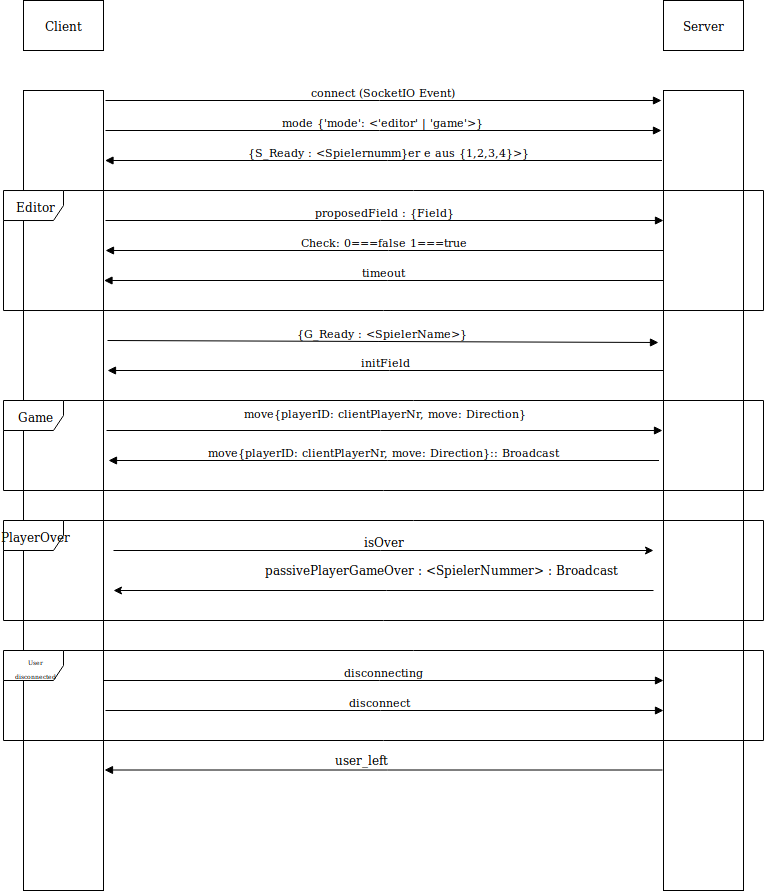 Client
Server
connect (SocketIO Event)
mode {'mode': <'editor' | 'game'>}
{S_Ready : <Spielernumm}er e aus {1,2,3,4}>}
Editor
proposedField : {Field}
Check: 0===false 1===true
timeout
{G_Ready : <SpielerName>}
initField
Game
move{playerID: clientPlayerNr, move: Direction}
move{playerID: clientPlayerNr, move: Direction}:: Broadcast
PlayerOver
isOver
passivePlayerGameOver : <SpielerNummer> : Broadcast
User
disconnected
disconnecting
disconnect
user_left